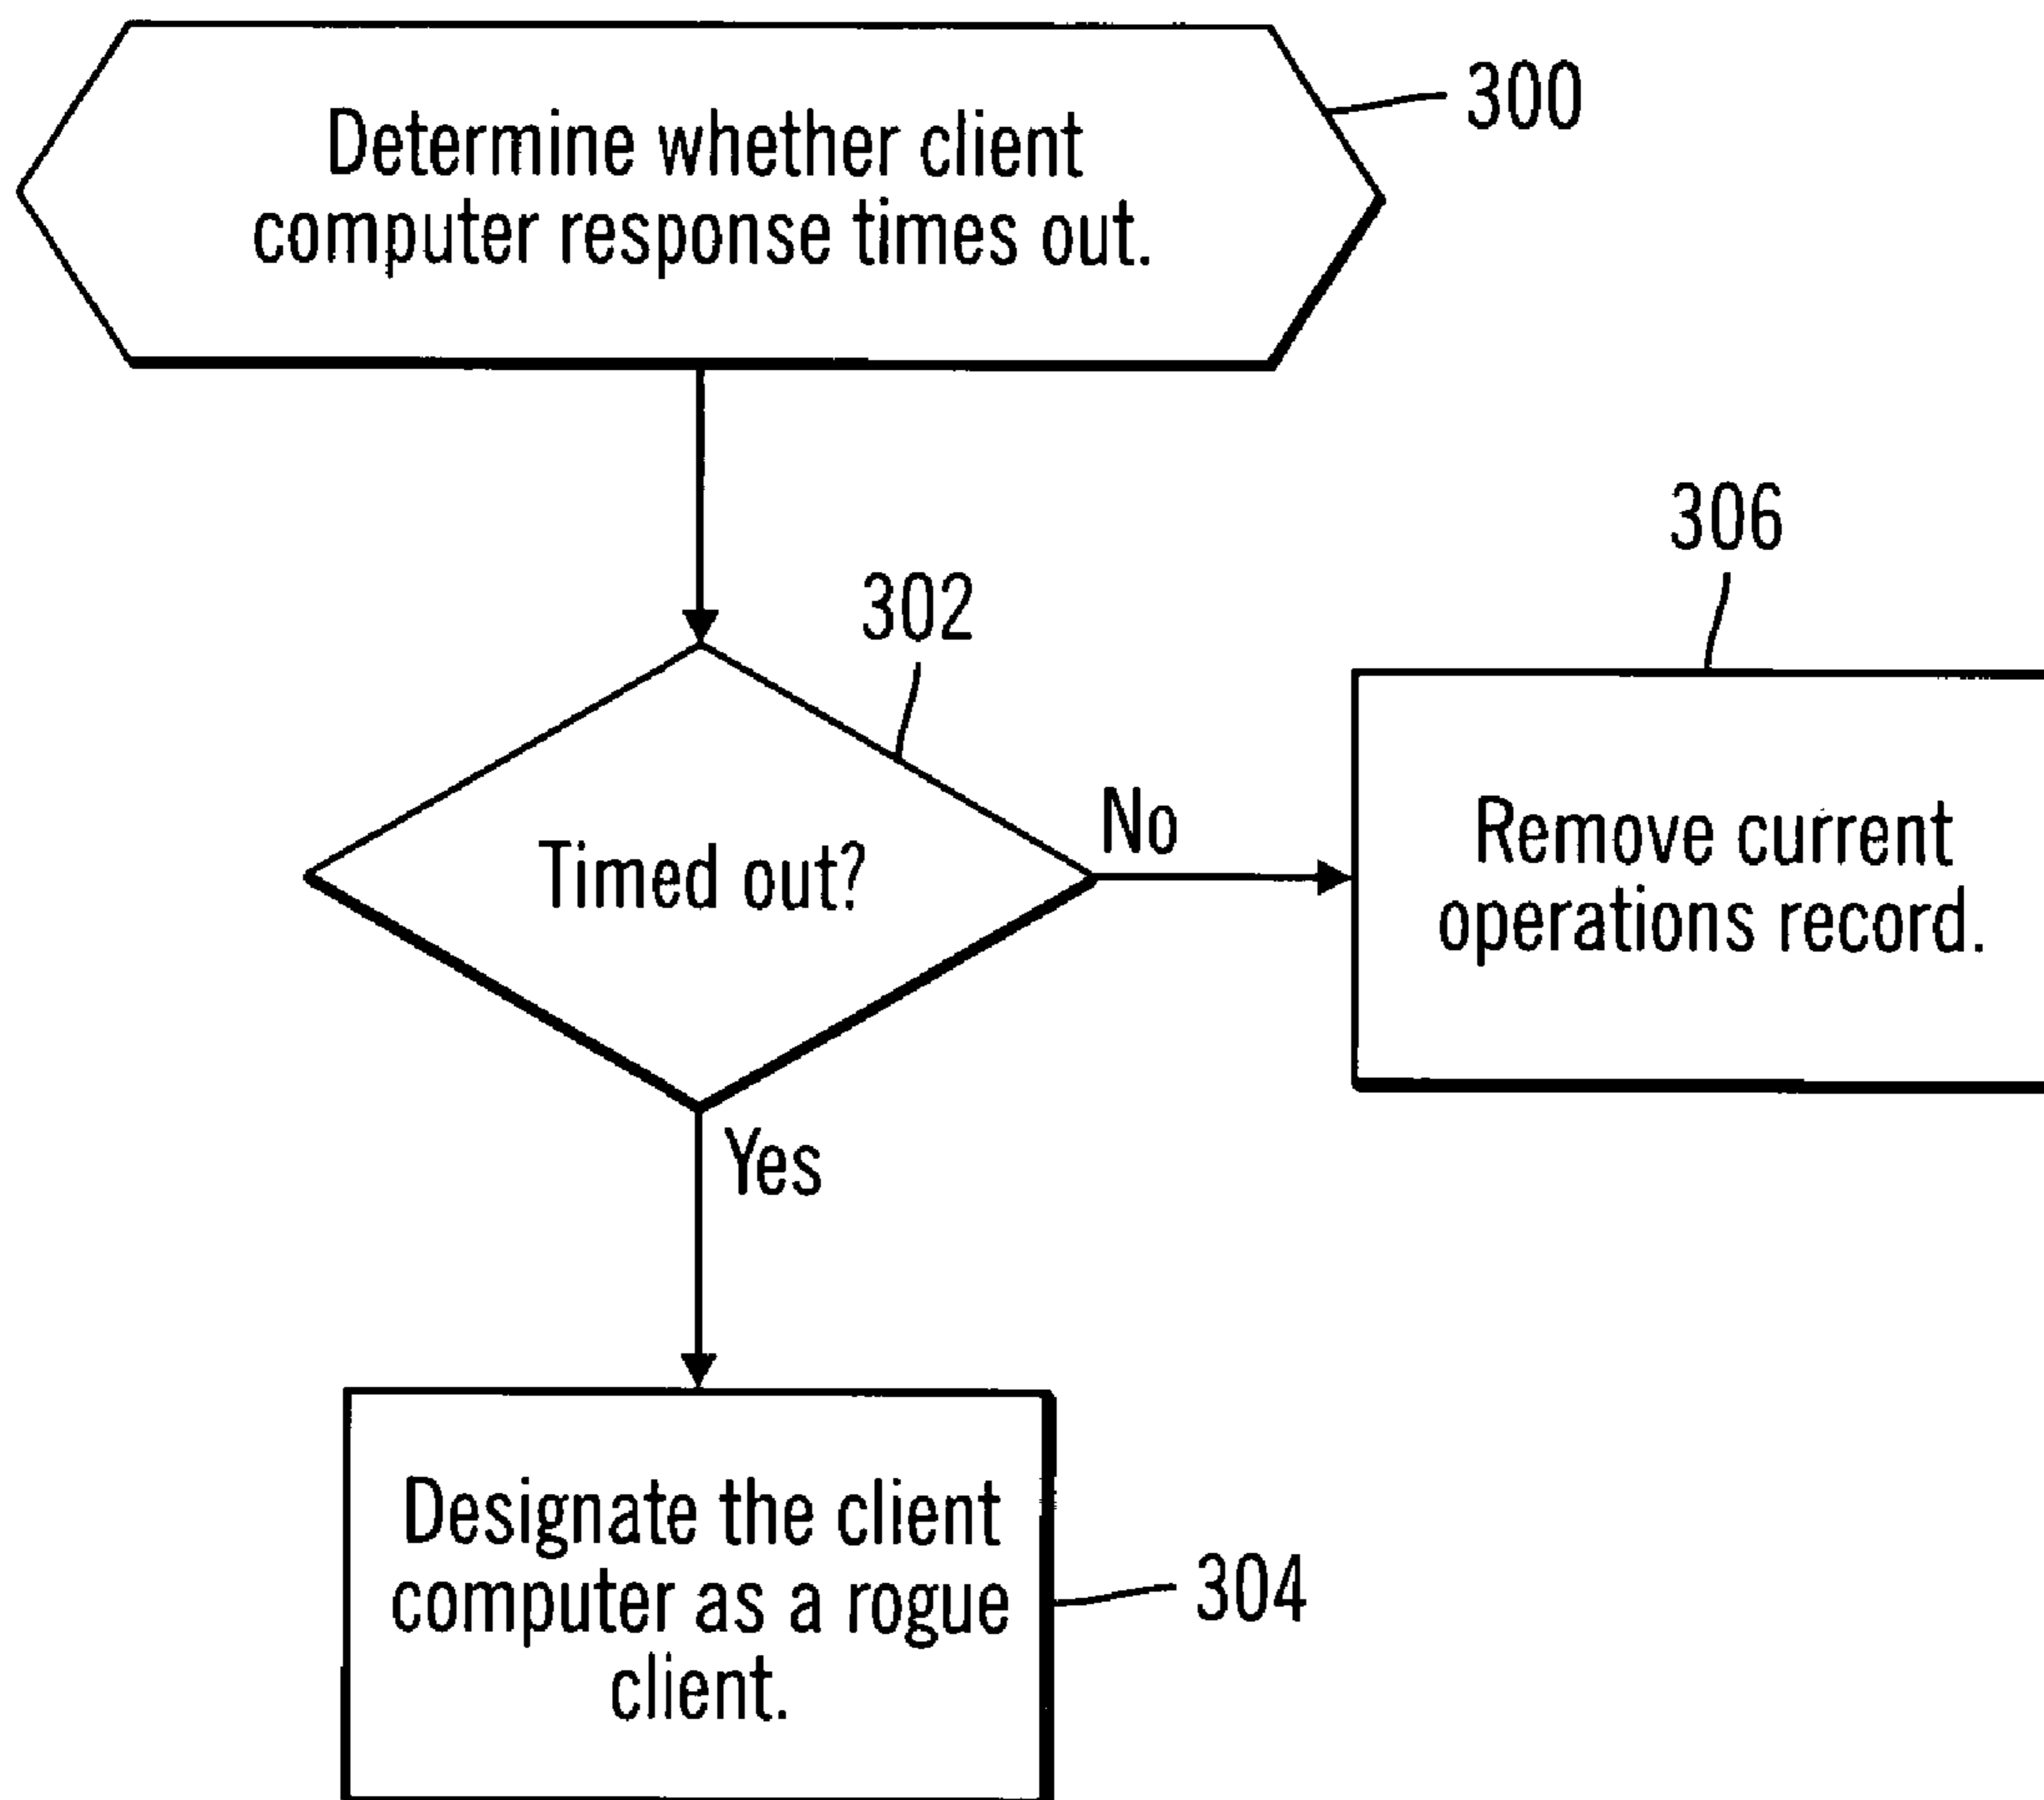 Determine whether client
computer response times out.
300
302
306
Timed out?
No
Remove current
operations record.
Yes
Designate the client
computer as a rogue
client.
304